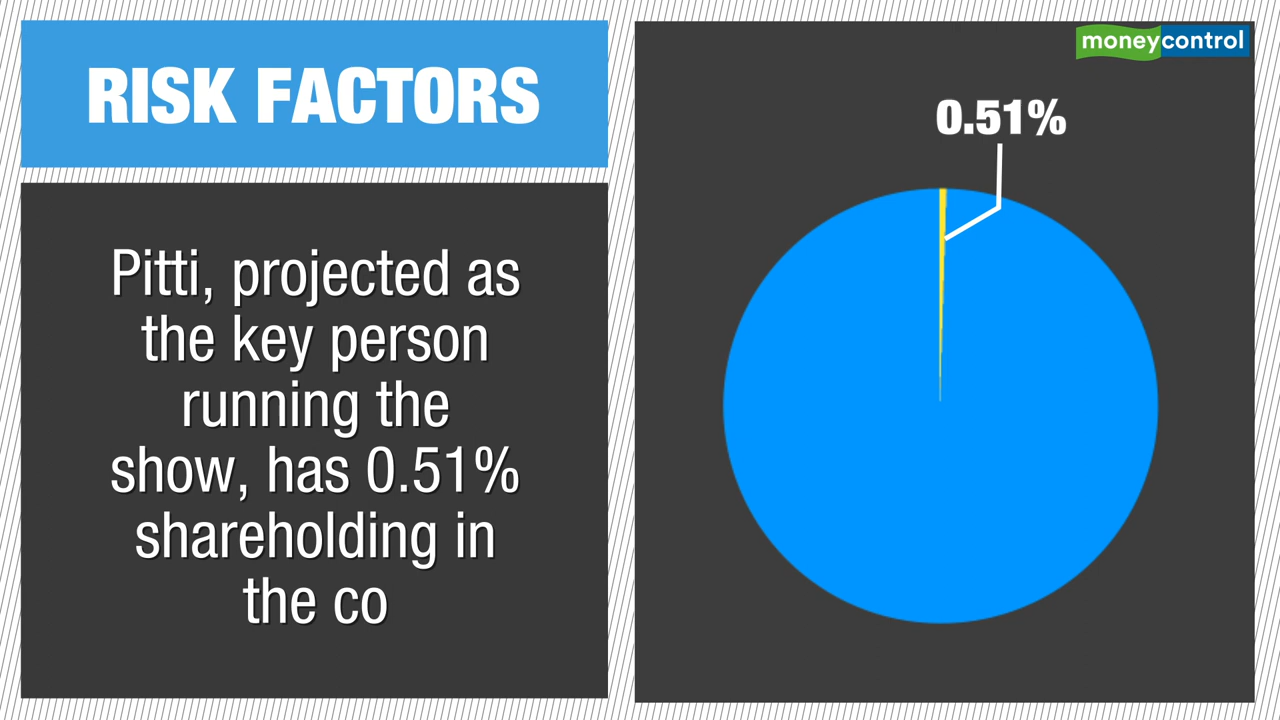 RISK FACTORS
Pitti, projected as
the key person
running the
show, has 0.51%
shareholding in
the co
moneycontrol
0.51%